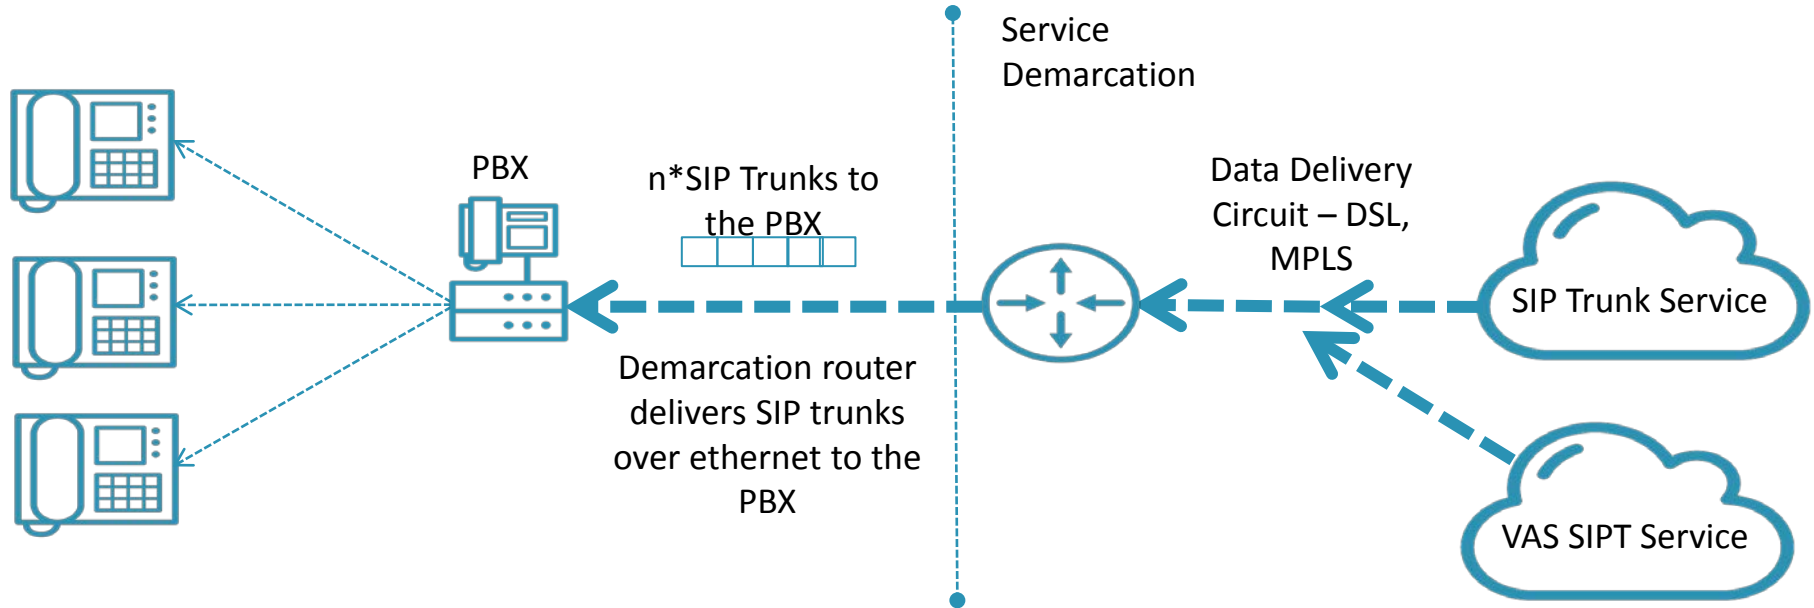 Service
Demarcation
PBX
n*SIP Trunks to
the PBX
Data Delivery
Circuit – DSL,
MPLS
SIP Trunk Service
Demarcation router
delivers SIP trunks
over ethernet to the
PBX
VAS SIPT Service